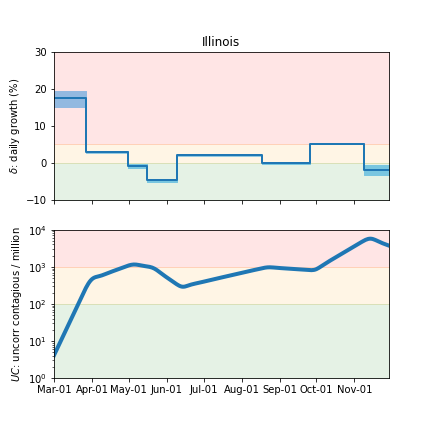 Illinois
δ: daily growth (%)
30
20
10
0
−10
UC: uncorr contagious / million
10⁴
10³
10²
10¹
10⁰
Mar-01 Apr-01 May-01 Jun-01 Jul-01 Aug-01 Sep-01 Oct-01 Nov-01